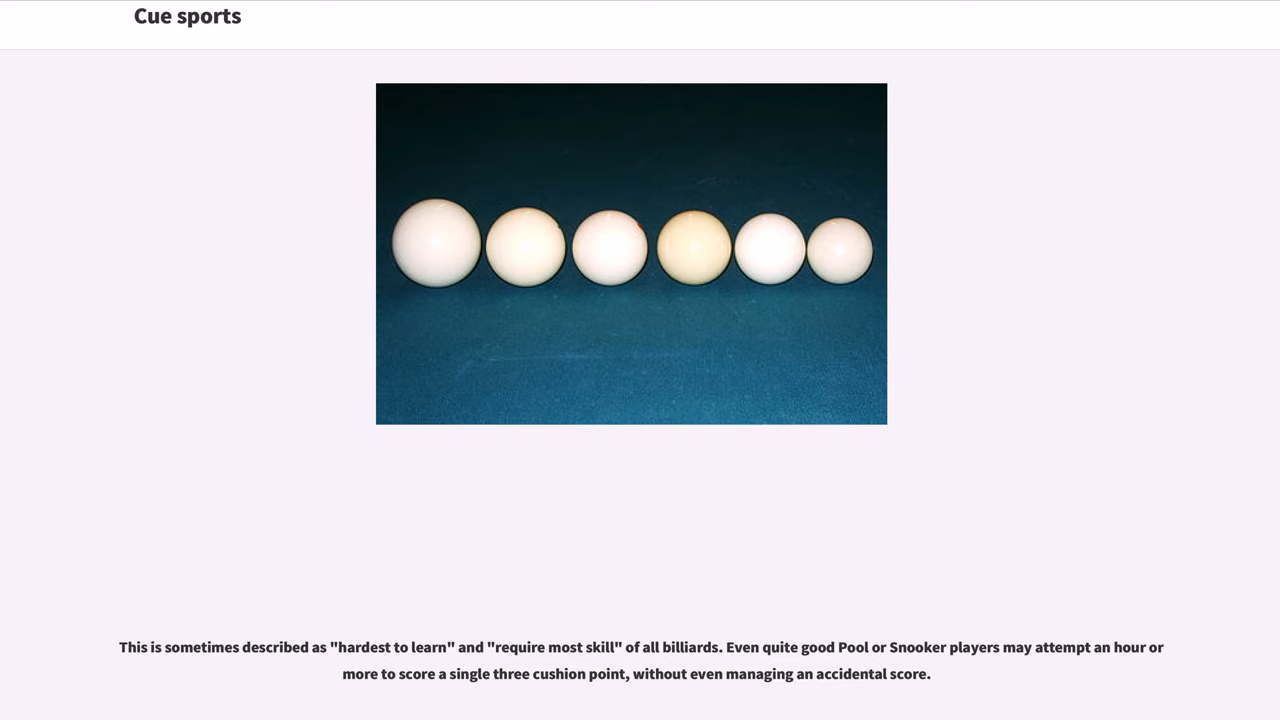 Cue sports
This is sometimes described as "hardest to learn" and "require most skill" of all billiards. Even quite good Pool or Snooker players may attempt an hour or
more to score a single three cushion point, without even managing an accidental score.